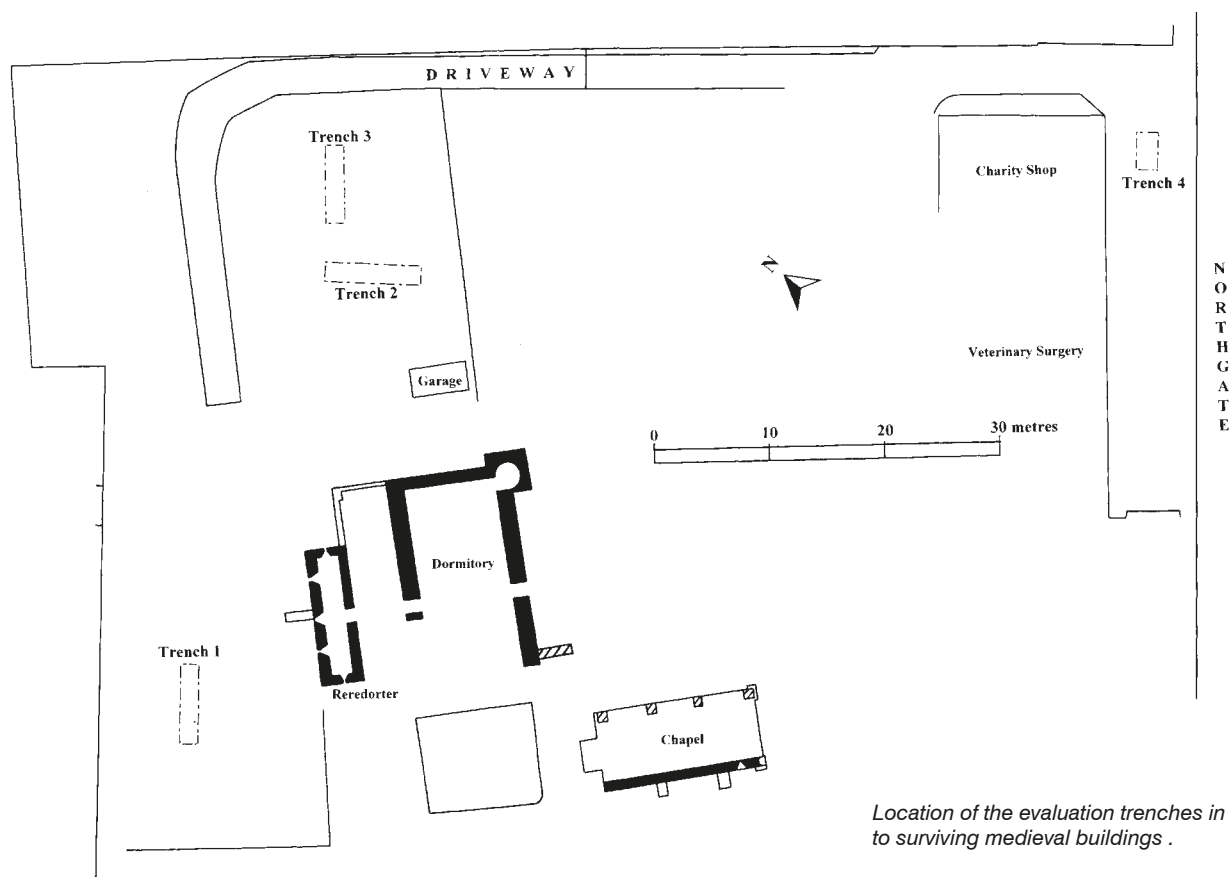 D R I V E W A Y
Trench 3
Charity Shop
Trench 4
N
Trench 2
N
O
R
T
H
G
A
T
E
Veterinary Surgery
Garage
0 10 20 30 metres
Dormitory
Trench 1
Reredorter
Chapel
Location of the evaluation trenches in
to surviving medieval buildings .